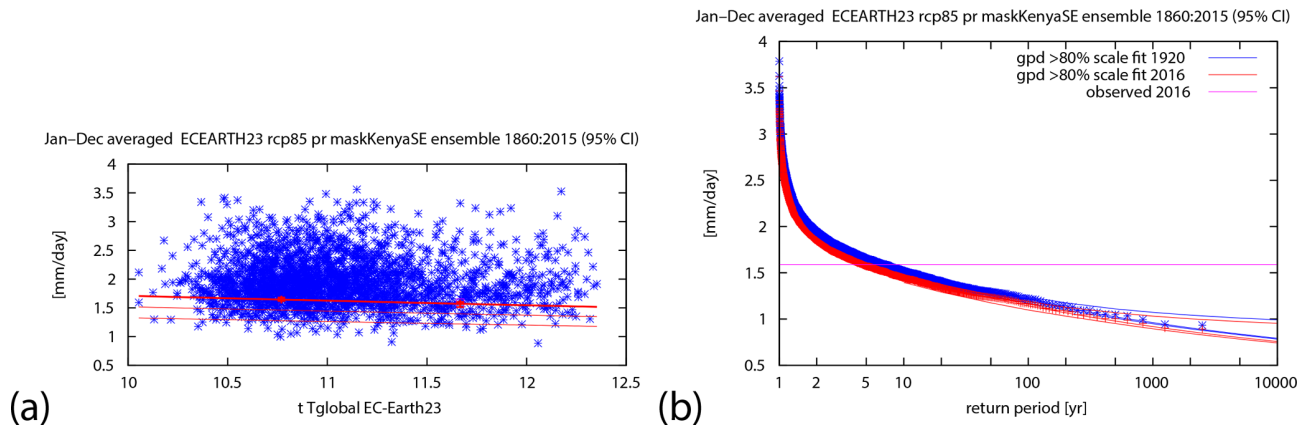 Jan–Dec averaged ECEARTH23 rcp85 pr maskKenyaSE ensemble 1860:2015 (95% CI)
4
3.5
3
2.5
2
1.5
1
0.5
[mm/day]
10 10.5 11 11.5 12 12.5
t Tglobal EC-Earth23
(a)
Jan–Dec averaged ECEARTH23 rcp85 pr maskKenyaSE ensemble 1860:2015 (95% CI)
gpd >80% scale fit 1920
gpd >80% scale fit 2016
observed 2016
4
3.5
3
2.5
2
1.5
1
0.5
[mm/day]
1 2 5 10 100 1000 10000
return period [yr]
(b)